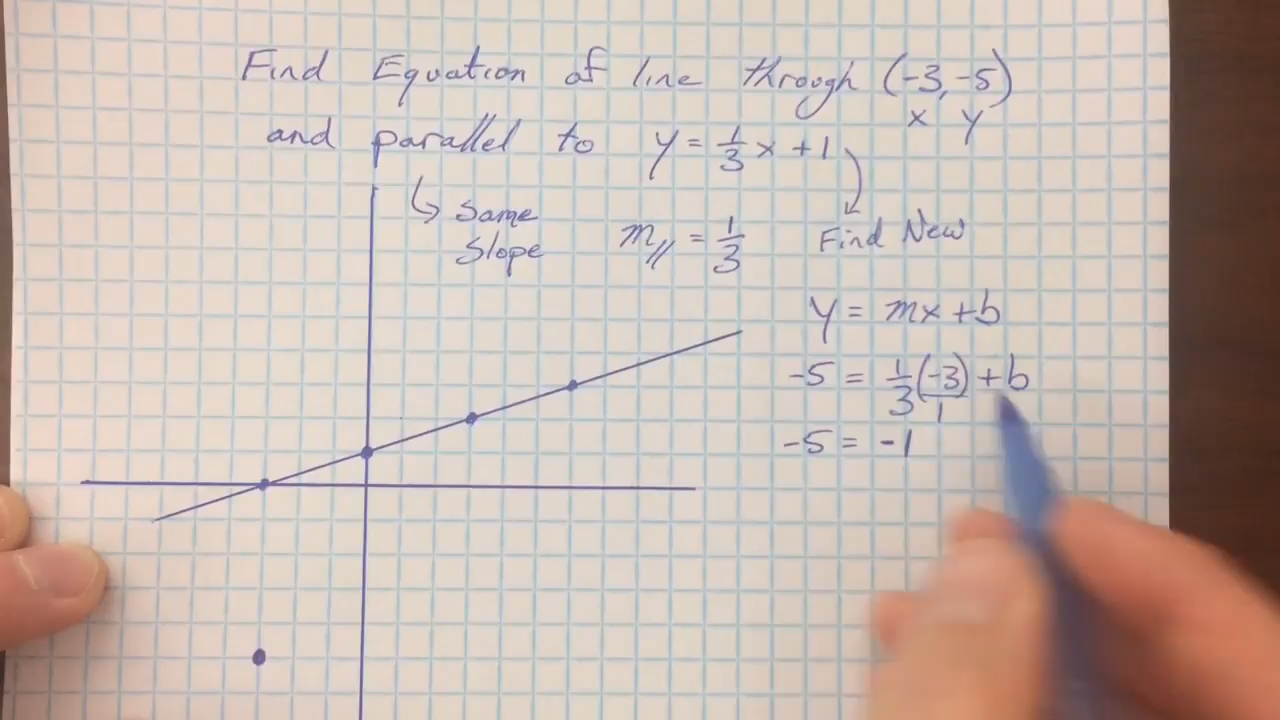 Find Equation of line through (-3,-5)
x y
and parallel to y = 1/3 x + 1
↳ Same Slope
m// = 1/3
Find New
y = mx + b
-5 = 1/3 (-3)/1 + b
-5 = -1